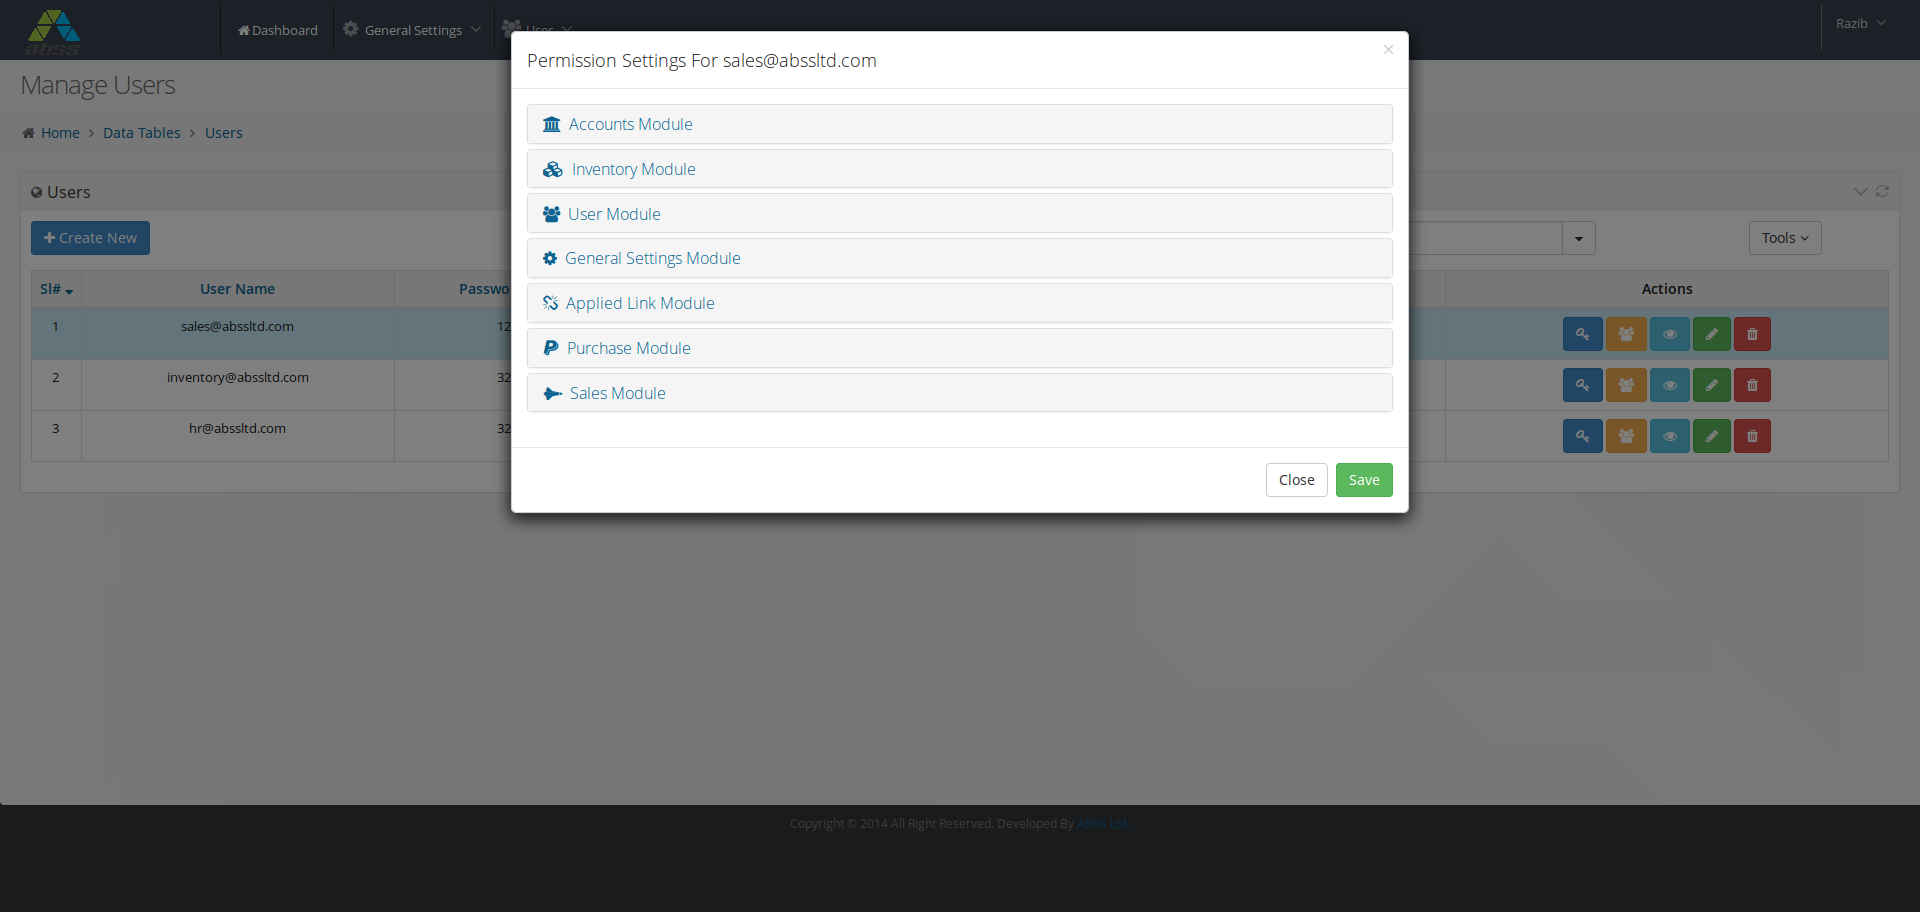 abss
Dashboard
General Settings
User
Razib
Permission Settings For sales@abssltd.com
×
Manage Users
Home > Data Tables > Users
Users
Create New
Tools
Accounts Module
Inventory Module
User Module
General Settings Module
Applied Link Module
Purchase Module
Sales Module
Close
Save
Sl# User Name Passwo Actions
1 sales@abssltd.com 12
2 inventory@abssltd.com 32
3 hr@abssltd.com 32
Copyright © 2014 All Right Reserved. Developed By ABSS Ltd.